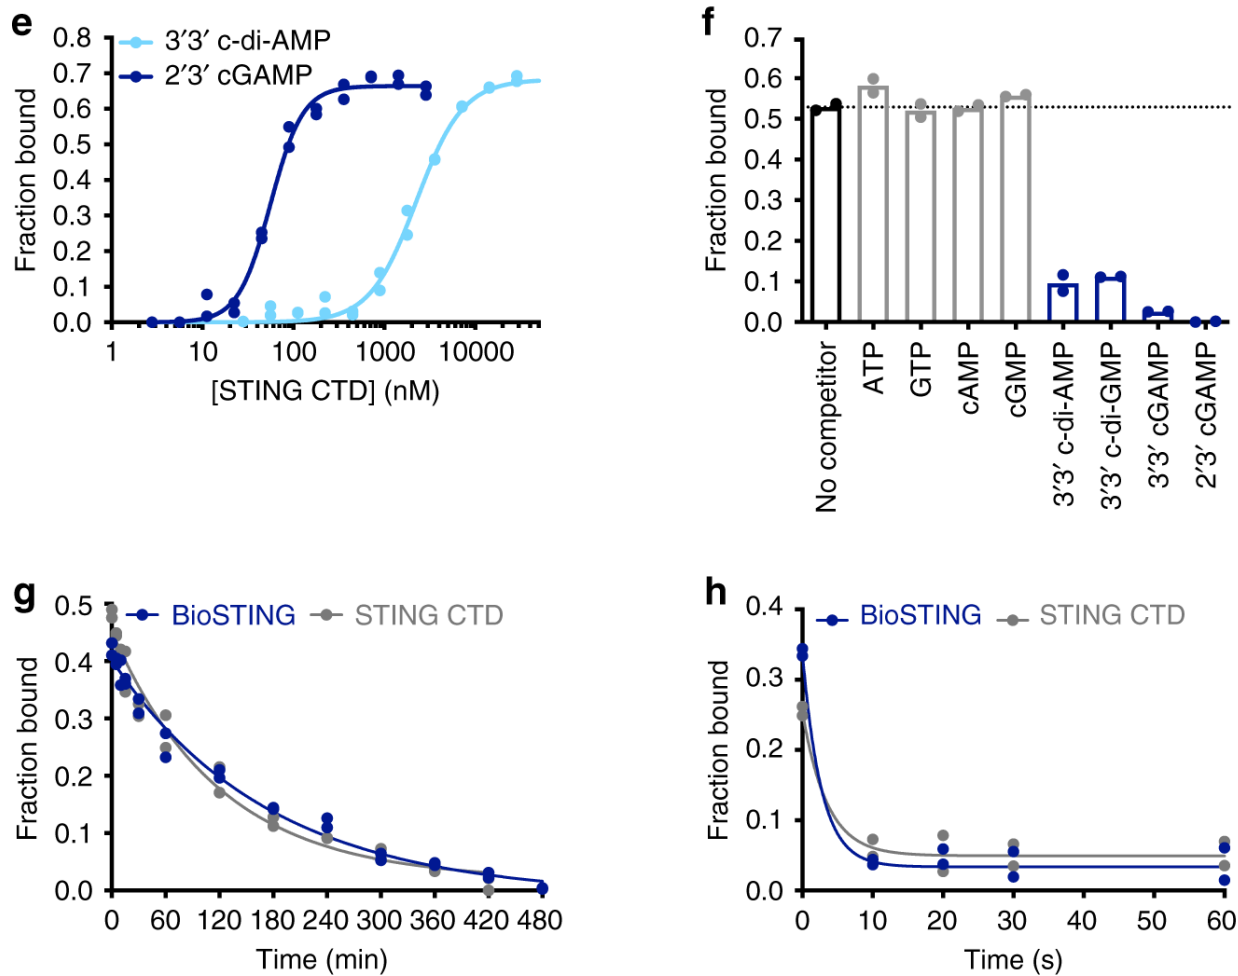 e
3′3′ c-di-AMP
2′3′ cGAMP
Fraction bound
0.8
0.7
0.6
0.5
0.4
0.3
0.2
0.1
0.0
1 10 100 1000 10000
[STING CTD] (nM)
f
Fraction bound
0.7
0.6
0.5
0.4
0.3
0.2
0.1
0.0
No competitor
ATP
GTP
cAMP
cGMP
3′3′ c-di-AMP
3′3′ c-di-GMP
3′3′ cGAMP
2′3′ cGAMP
g
BioSTING STING CTD
Fraction bound
0.5
0.4
0.3
0.2
0.1
0.0
0 60 120 180 240 300 360 420 480
Time (min)
h
BioSTING STING CTD
Fraction bound
0.4
0.3
0.2
0.1
0.0
0 10 20 30 40 50 60
Time (s)